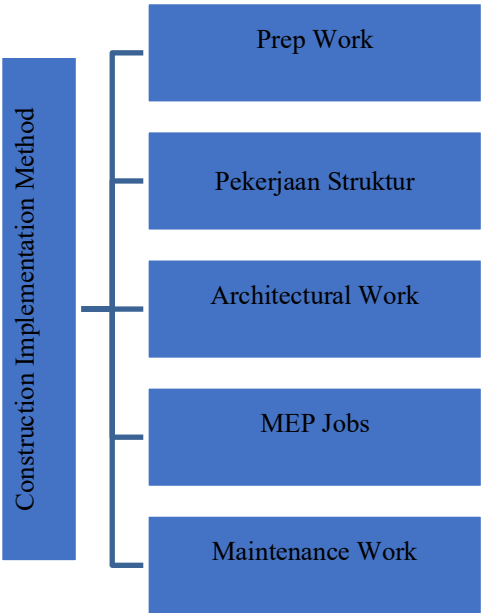 Construction Implementation Method
Prep Work
Pekerjaan Struktur
Architectural Work
MEP Jobs
Maintenance Work